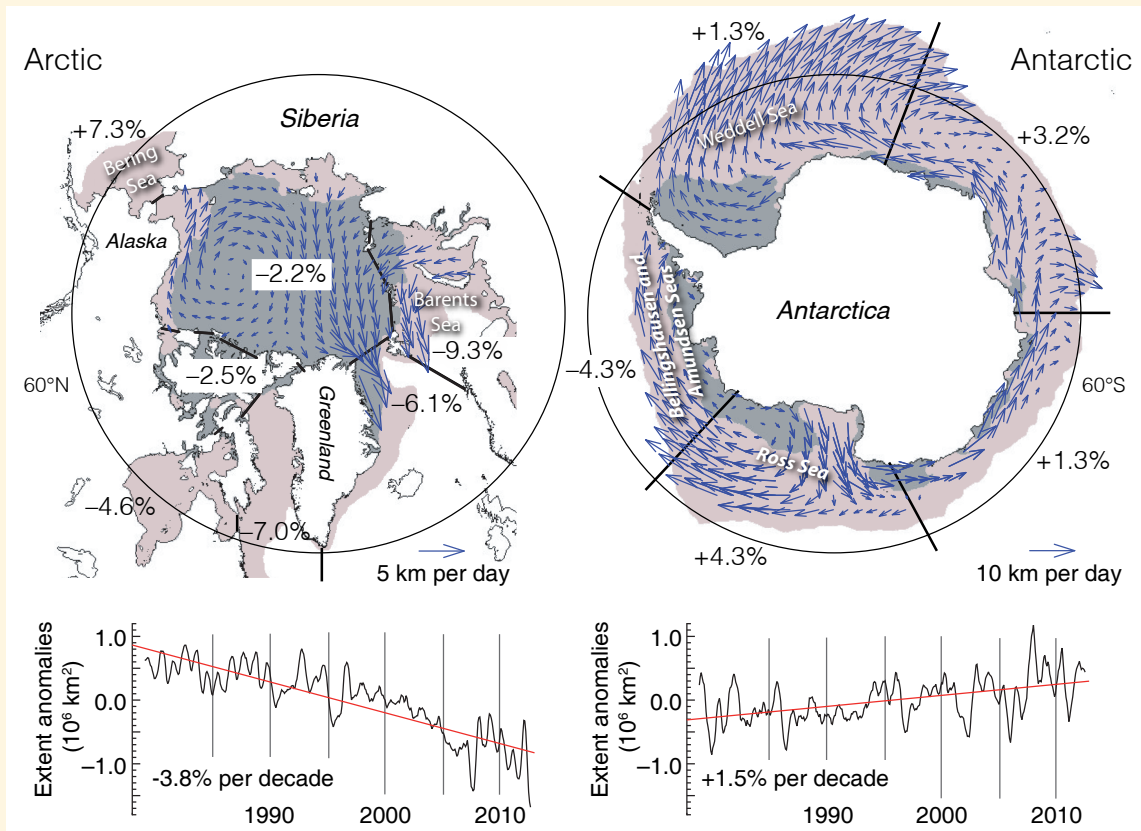 Arctic
Siberia
+7.3%
Bering
Sea
Alaska
−2.2%
Barents
Sea
−9.3%
−2.5%
60°N
−6.1%
Greenland
−4.6%
−7.0%
5 km per day
Antarctic
+1.3%
Weddell Sea
+3.2%
Antarctica
Bellingshausen and
Amundsen Seas
−4.3%
60°S
Ross Sea
+1.3%
+4.3%
10 km per day
Extent anomalies
(10⁶ km²)
1.0
0.0
−1.0
-3.8% per decade
1990
2000
2010
Extent anomalies
(10⁶ km²)
1.0
0.0
−1.0
+1.5% per decade
1990
2000
2010